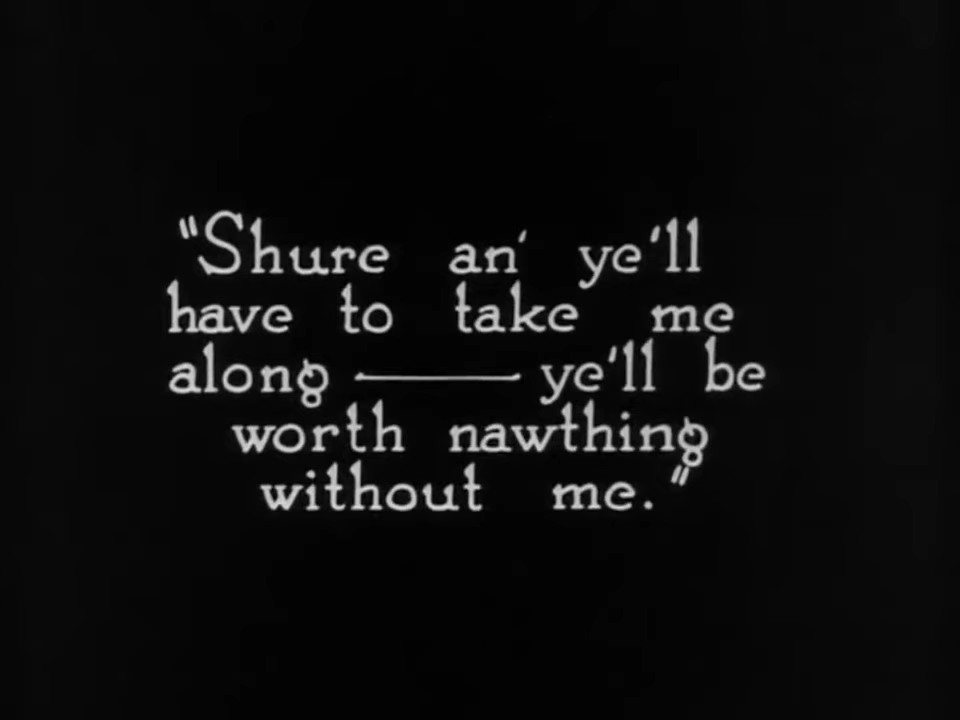 "Shure an' ye'll
have to take me
along — ye'll be
worth nawthing
without me."